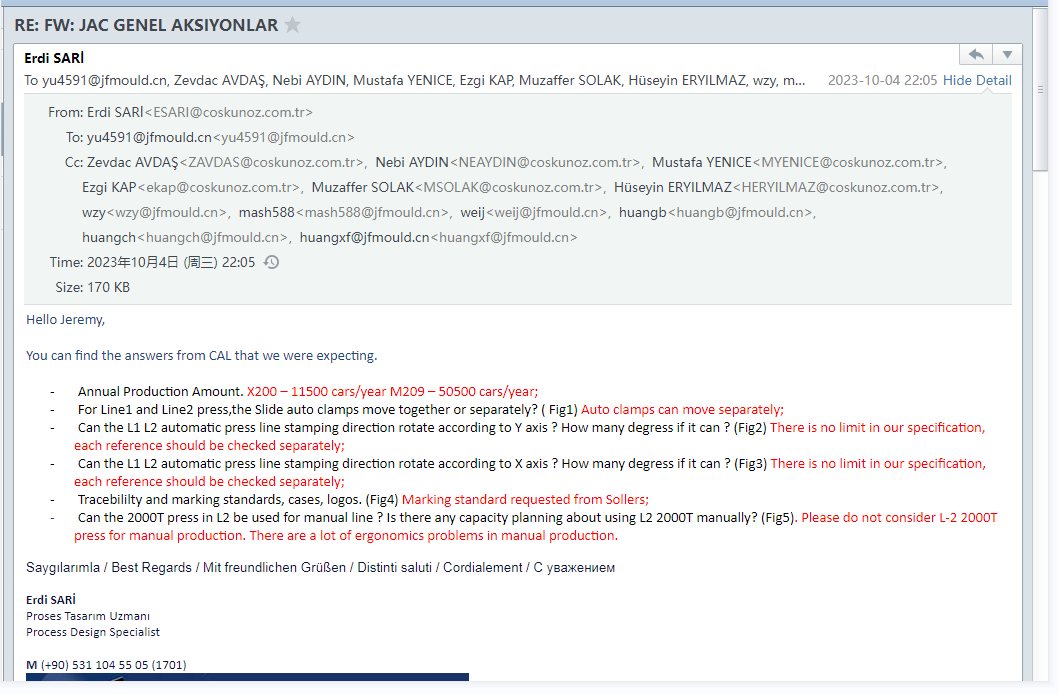 RE: FW: JAC GENEL AKSIYONLAR
Erdi SARİ
To yu4591@jfmould.cn, Zevdac AVDAŞ, Nebi AYDIN, Mustafa YENICE, Ezgi KAP, Muzaffer SOLAK, Hüseyin ERYILMAZ, wzy, m... 2023-10-04 22:05 Hide Detail
From: Erdi SARİ<ESARI@coskunoz.com.tr>
To: yu4591@jfmould.cn<yu4591@jfmould.cn>
Cc: Zevdac AVDAŞ<ZAVDAS@coskunoz.com.tr>, Nebi AYDIN<NEAYDIN@coskunoz.com.tr>, Mustafa YENICE<MYENICE@coskunoz.com.tr>,
Ezgi KAP<ekap@coskunoz.com.tr>, Muzaffer SOLAK<MSOLAK@coskunoz.com.tr>, Hüseyin ERYILMAZ<HERYILMAZ@coskunoz.com.tr>,
wzy<wzy@jfmould.cn>, mash588<mash588@jfmould.cn>, weij<weij@jfmould.cn>, huangb<huangb@jfmould.cn>,
huangch<huangch@jfmould.cn>, huangxf@jfmould.cn<huangxf@jfmould.cn>
Time: 2023年10月4日 (周三) 22:05
Size: 170 KB
Hello Jeremy,
You can find the answers from CAL that we were expecting.
- Annual Production Amount. X200 – 11500 cars/year M209 – 50500 cars/year;
- For Line1 and Line2 press,the Slide auto clamps move together or separately? ( Fig1) Auto clamps can move separately;
- Can the L1 L2 automatic press line stamping direction rotate according to Y axis ? How many degress if it can ? (Fig2) There is no limit in our specification,
each reference should be checked separately;
- Can the L1 L2 automatic press line stamping direction rotate according to X axis ? How many degress if it can ? (Fig3) There is no limit in our specification,
each reference should be checked separately;
- Tracebililty and marking standards, cases, logos. (Fig4) Marking standard requested from Sollers;
- Can the 2000T press in L2 be used for manual line ? Is there any capacity planning about using L2 2000T manually? (Fig5). Please do not consider L-2 2000T
press for manual production. There are a lot of ergonomics problems in manual production.
Saygılarımla / Best Regards / Mit freundlichen Grüßen / Distinti saluti / Cordialement / С уважением
Erdi SARİ
Proses Tasarım Uzmanı
Process Design Specialist
M (+90) 531 104 55 05 (1701)